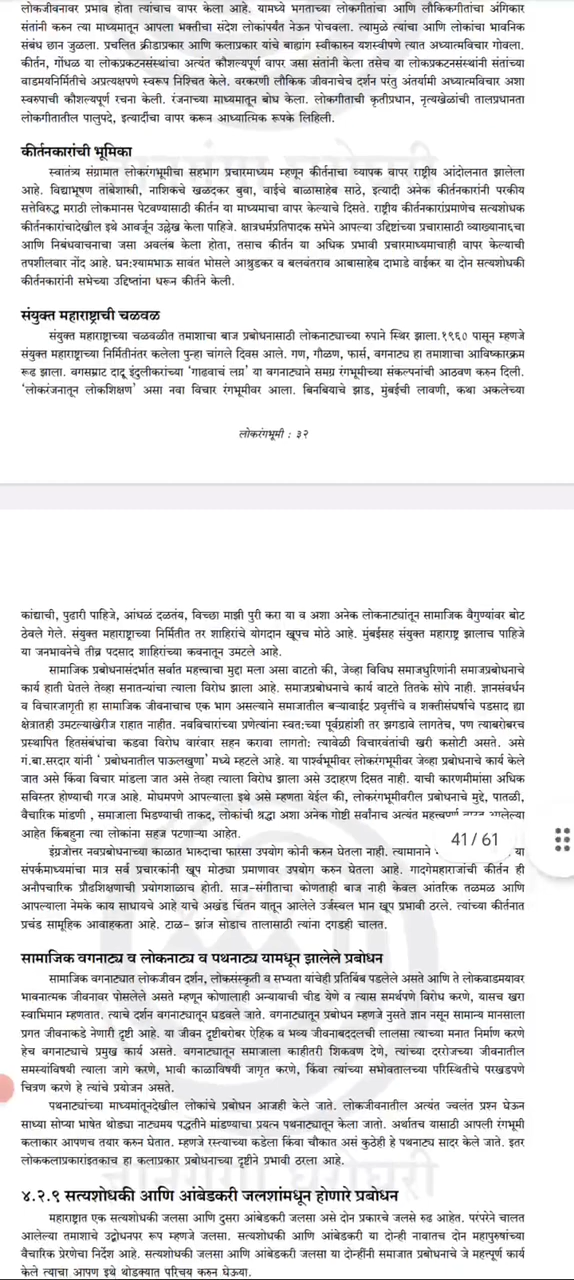 लोकजीवनावर प्रभाव होता त्यांचाच वापर केला आहे. यामध्ये भगताच्या लोकगीतांचा आणि लौकिकगीतांचा अंगिकार
संतांनी करुन त्या माध्यमातून आपला भक्तीचा संदेश लोकांपर्यंत नेऊन पोचवला. त्यामुळे त्यांचा आणि लोकांचा भावनिक
संबंध छान जुळला. प्रचलित क्रीडाप्रकार आणि कलाप्रकार यांचे बाह्यांग स्वीकारुन यशस्वीपणे त्यात अध्यात्मविचार गोवला.
कीर्तन, गोंधळ या लोकप्रकटनसंस्थांचा अत्यंत कौशल्यपूर्ण वापर जसा संतांनी केला तसेच या लोकप्रकटनसंस्थांनी संतांच्या
वाडमयनिर्मितीचे अप्रत्यक्षपणे स्वरूप निश्चित केले. वरकरणी लौकिक जीवनाचेच दर्शन परंतु अंतर्यामी अध्यात्मविचार अशा
स्वरुपाची कौशल्यपूर्ण रचना केली. रंजनाच्या माध्यमातून बोध केला. लोकगीताची कृतीप्रधान, नृत्यखेळांची तालप्रधानता
लोकगीतातील पालुपदे, इत्यादींचा वापर करून आध्यात्मिक रूपके लिहिली.
कीर्तनकारांची भूमिका
स्वातंत्र्य संग्रामात लोकरंगभूमीचा सहभाग प्रचारमाध्यम म्हणून कीर्तनाचा व्यापक वापर राष्ट्रीय आंदोलनात झालेला
आहे. विद्याभूषण तांबेशास्त्री, नाशिकचे खळदकर बुवा, वाईचे बाळासाहेब साठे, इत्यादी अनेक कीर्तनकारांनी परकीय
सत्तेविरुद्ध मराठी लोकमानस पेटवण्यासाठी कीर्तन या माध्यमाचा वापर केल्याचे दिसते. राष्ट्रीय कीर्तनकारांप्रमाणेच सत्यशोधक
कीर्तनकारांचादेखील इथे आवर्जून उल्लेख केला पाहिजे. क्षात्रधर्मप्रतिपादक सभेने आपल्या उद्दिष्टांच्या प्रचारासाठी व्याख्याना६चा
आणि निबंधवाचनाचा जसा अवलंब केला होता, तसाच कीर्तन या अधिक प्रभावी प्रचारमाध्यमाचाही वापर केल्याची
तपशीलवार नोंद आहे. घन:श्यामभाऊ सावंत भोसले आश्रुडकर व बलवंतराव आबासाहेब दाभाडे वाईकर या दोन सत्यशोधकी
कीर्तनकारांनी सभेच्या उद्दिष्टांना धरून कीर्तने केली.
संयुक्त महाराष्ट्राची चळवळ
संयुक्त महाराष्ट्राच्या चळवळीत तमाशाचा बाज प्रबोधनासाठी लोकनाट्याच्या रुपाने स्थिर झाला.१९६० पासून म्हणजे
संयुक्त महाराष्ट्राच्या निर्मितीनंतर कलेला पुन्हा चांगले दिवस आले. गण, गौळण, फार्स, वगनाट्य हा तमाशाचा आविष्कारक्रम
रूढ झाला. वगसम्राट दादू इंदुलीकरांच्या 'गाढवाचं लग्न' या वगनाट्याने समग्र रंगभूमीच्या संकल्पनांची आठवण करुन दिली.
'लोकरंजनातून लोकशिक्षण' असा नवा विचार रंगभूमीवर आला. बिनबियाचे झाड, मुंबईची लावणी, कथा अकलेच्या
लोकरंगभूमी : ३२
कांद्याची, पुढारी पाहिजे, आंधळं दळतंय, विच्छा माझी पुरी करा या व अशा अनेक लोकनाट्यांतून सामाजिक वैगुण्यांवर बोट
ठेवले गेले. संयुक्त महाराष्ट्राच्या निर्मितीत तर शाहिरांचे योगदान खूपच मोठे आहे. मुंबईसह संयुक्त महाराष्ट्र झालाच पाहिजे
या जनभावनेचे तीव्र पदसाद शाहिरांच्या कवनातून उमटले आहे.
सामाजिक प्रबोधनासंदर्भात सर्वात महत्त्वाचा मुद्दा मला असा वाटतो की, जेव्हा विविध समाजधुरिणांनी समाजप्रबोधनाचे
कार्य हाती घेतले तेव्हा सनातन्यांचा त्याला विरोध झाला आहे. समाजप्रबोधनाचे कार्य वाटते तितके सोपे नाही. ज्ञानसंवर्धन
व विचारजागृती हा सामाजिक जीवनाचाच एक भाग असल्याने समाजातील बऱ्यावाईट प्रवृत्तींचे व शक्तीसंघर्षाचे पडसाद ह्या
क्षेत्रातही उमटल्याखेरीज राहात नाहीत. नवविचारांच्या प्रणेत्यांना स्वत:च्या पूर्वग्रहांशी तर झगडावे लागतेच, पण त्याबरोबरच
प्रस्थापित हितसंबंधांचा कडवा विरोध वारंवार सहन करावा लागतो; त्यावेळी विचारवंतांची खरी कसोटी असते. असे
गं.बा.सरदार यांनी ' प्रबोधनातील पाऊलखुणा' मध्ये म्हटले आहे. या पार्श्वभूमीवर लोकरंगभूमीवर जेव्हा प्रबोधनाचे कार्य केले
जात असे किंवा विचार मांडला जात असे तेव्हा त्याला विरोध झाला असे उदाहरण दिसत नाही. याची कारणमीमांसा अधिक
सविस्तर होण्याची गरज आहे. मोघमपणे आपल्याला इथे असे म्हणता येईल की, लोकरंगभूमीवरील प्रबोधनाचे मुद्दे, पातळी,
वैचारिक मांडणी , समाजाला भिडण्याची ताकद, लोकांची श्रद्धा अशा अनेक गोष्टी सर्वांनाच अत्यंत
आहेत किंबहुना त्या लोकांना सहज पटणाऱ्या आहेत.
41/61
इंग्रजोत्तर नवप्रबोधनाच्या काळात भारुदाचा फारसा उपयोग कोनी करुन घेतला नाही. त्यामानाने या
संपर्कमाध्यमांचा मात्र सर्व प्रचारकांनी खूप मोठ्या प्रमाणावर उपयोग करुन घेतला आहे. गाडगेमहाराजांची कीर्तन ही
अनौपचारिक प्रौढशिक्षणाची प्रयोगशाळाच होती. साज-संगीताचा कोणताही बाज नाही केवल आंतरिक तळमळ आणि
आपल्याला नेमके काय साधायचे आहे याचे अखंड चिंतन यातून आलेले उर्जस्वल भान खूप प्रभावी ठरले. त्यांच्या कीर्तनात
प्रचंड सामूहिक आवाहकता आहे. टाळ- झांज सोडाच तालासाठी त्यांना दगडही चालत.
सामाजिक वगनाट्य व लोकनाट्य व पथनाट्य यामधून झालेले प्रबोधन
सामाजिक वगनाट्यात लोकजीवन दर्शन, लोकसंस्कृती व सभ्यता यांचेही प्रतिबिंब पडलेले असते आणि ते लोकवाडमयावर
भावनात्मक जीवनावर पोसलेले असते म्हणून कोणालाही अन्यायाची चीड येणे व त्यास समर्थपणे विरोध करणे, यासच खरा
स्वाभिमान म्हणतात. त्याचे दर्शन वगनाट्यातून घडवले जाते. वगनाट्यातून प्रबोधन म्हणजे नुसते ज्ञान नसून सामान्य मानसाला
प्रगत जीवनाकडे नेणारी दृष्टी आहे. या जीवन दृष्टीबरोबर ऐहिक व भव्य जीवनाबददलची लालसा त्याच्या मनात निर्माण करणे
हेच वगनाट्याचे प्रमुख कार्य असते. वगनाट्यातून समाजाला काहीतरी शिकवण देणे, त्यांच्या दररोजच्या जीवनातील
समस्यांविषयी त्याला जागे करणे, भावी काळाविषयी जागृत करणे, किंवा त्यांच्या सभोवतालच्या परिस्थितीचे परखडपणे
चित्रण करणे हे त्यांचे प्रयोजन असते.
पथनाट्यांच्या माध्यमांतूनदेखील लोकांचे प्रबोधन आजही केले जाते. लोकजीवनातील अत्यंत ज्वलंत प्रश्न घेऊन
साध्या सोप्या भाषेत थोड्या नाट्यमय पद्धतीने मांडण्याचा प्रयत्न पथनाट्यातून केला जातो. अर्थातच यासाठी आपली रंगभूमी
कलाकार आपणच तयार करुन घेतात. म्हणजे रस्त्याच्या कडेला किंवा चौकात असं कुठेही हे पथनाट्य सादर केले जाते. इतर
लोककलाप्रकारांइतकाच हा कलाप्रकार प्रबोधनाच्या दृष्टीने प्रभावी ठरला आहे.
४.२.९ सत्यशोधकी आणि आंबेडकरी जलशांमधून होणारे प्रबोधन
महाराष्ट्रात एक सत्यशोधकी जलसा आणि दुसरा आंबेडकरी जलसा असे दोन प्रकारचे जलसे रुढ आहेत. परंपरेने चालत
आलेल्या तमाशाचे उद्बोधनपर रूप म्हणजे जलसा. सत्यशोधकी आणि आंबेडकरी या दोन्ही नावातच दोन महापुरुषांच्या
वैचारिक प्रेरणेचा निर्देश आहे. सत्यशोधकी जलसा आणि आंबेडकरी जलसा या दोन्हींनी समाजात प्रबोधनाचे जे महत्त्पूर्ण कार्य
केले त्याचा आपण इथे थोडक्यात परिचय करुन घेऊया.